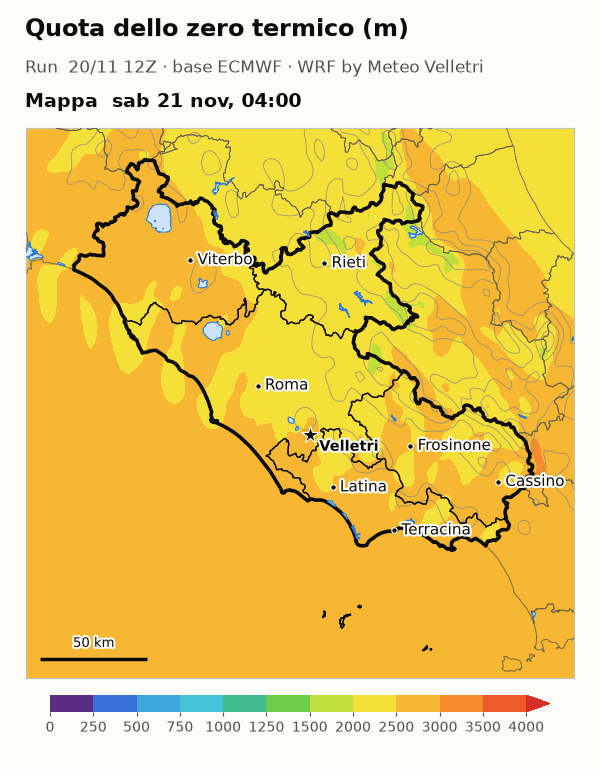 Quota dello zero termico (m)
Run  20/11 12Z · base ECMWF · WRF by Meteo Velletri
Mappa  sab 21 nov, 04:00
Viterbo
Rieti
Roma
Velletri
Frosinone
Latina
Cassino
Terracina
50 km
0 250 500 750 1000 1250 1500 2000 2500 3000 3500 4000